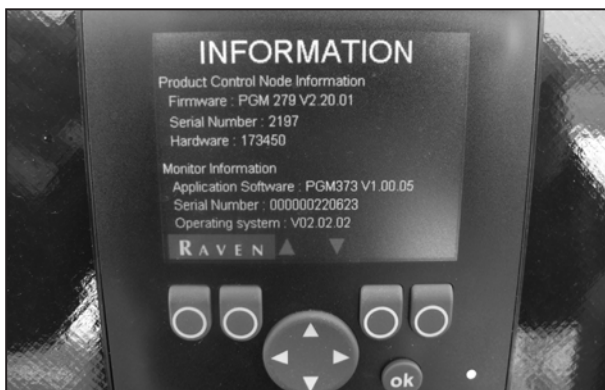 INFORMATION
Product Control Node Information
Firmware : PGM 279 V2.20.01
Serial Number : 2197
Hardware : 173450
Monitor Information
Application Software : PGM373 V1.00.05
Serial Number : 000000220623
Operating system : V02.02.02
RAVEN
ok